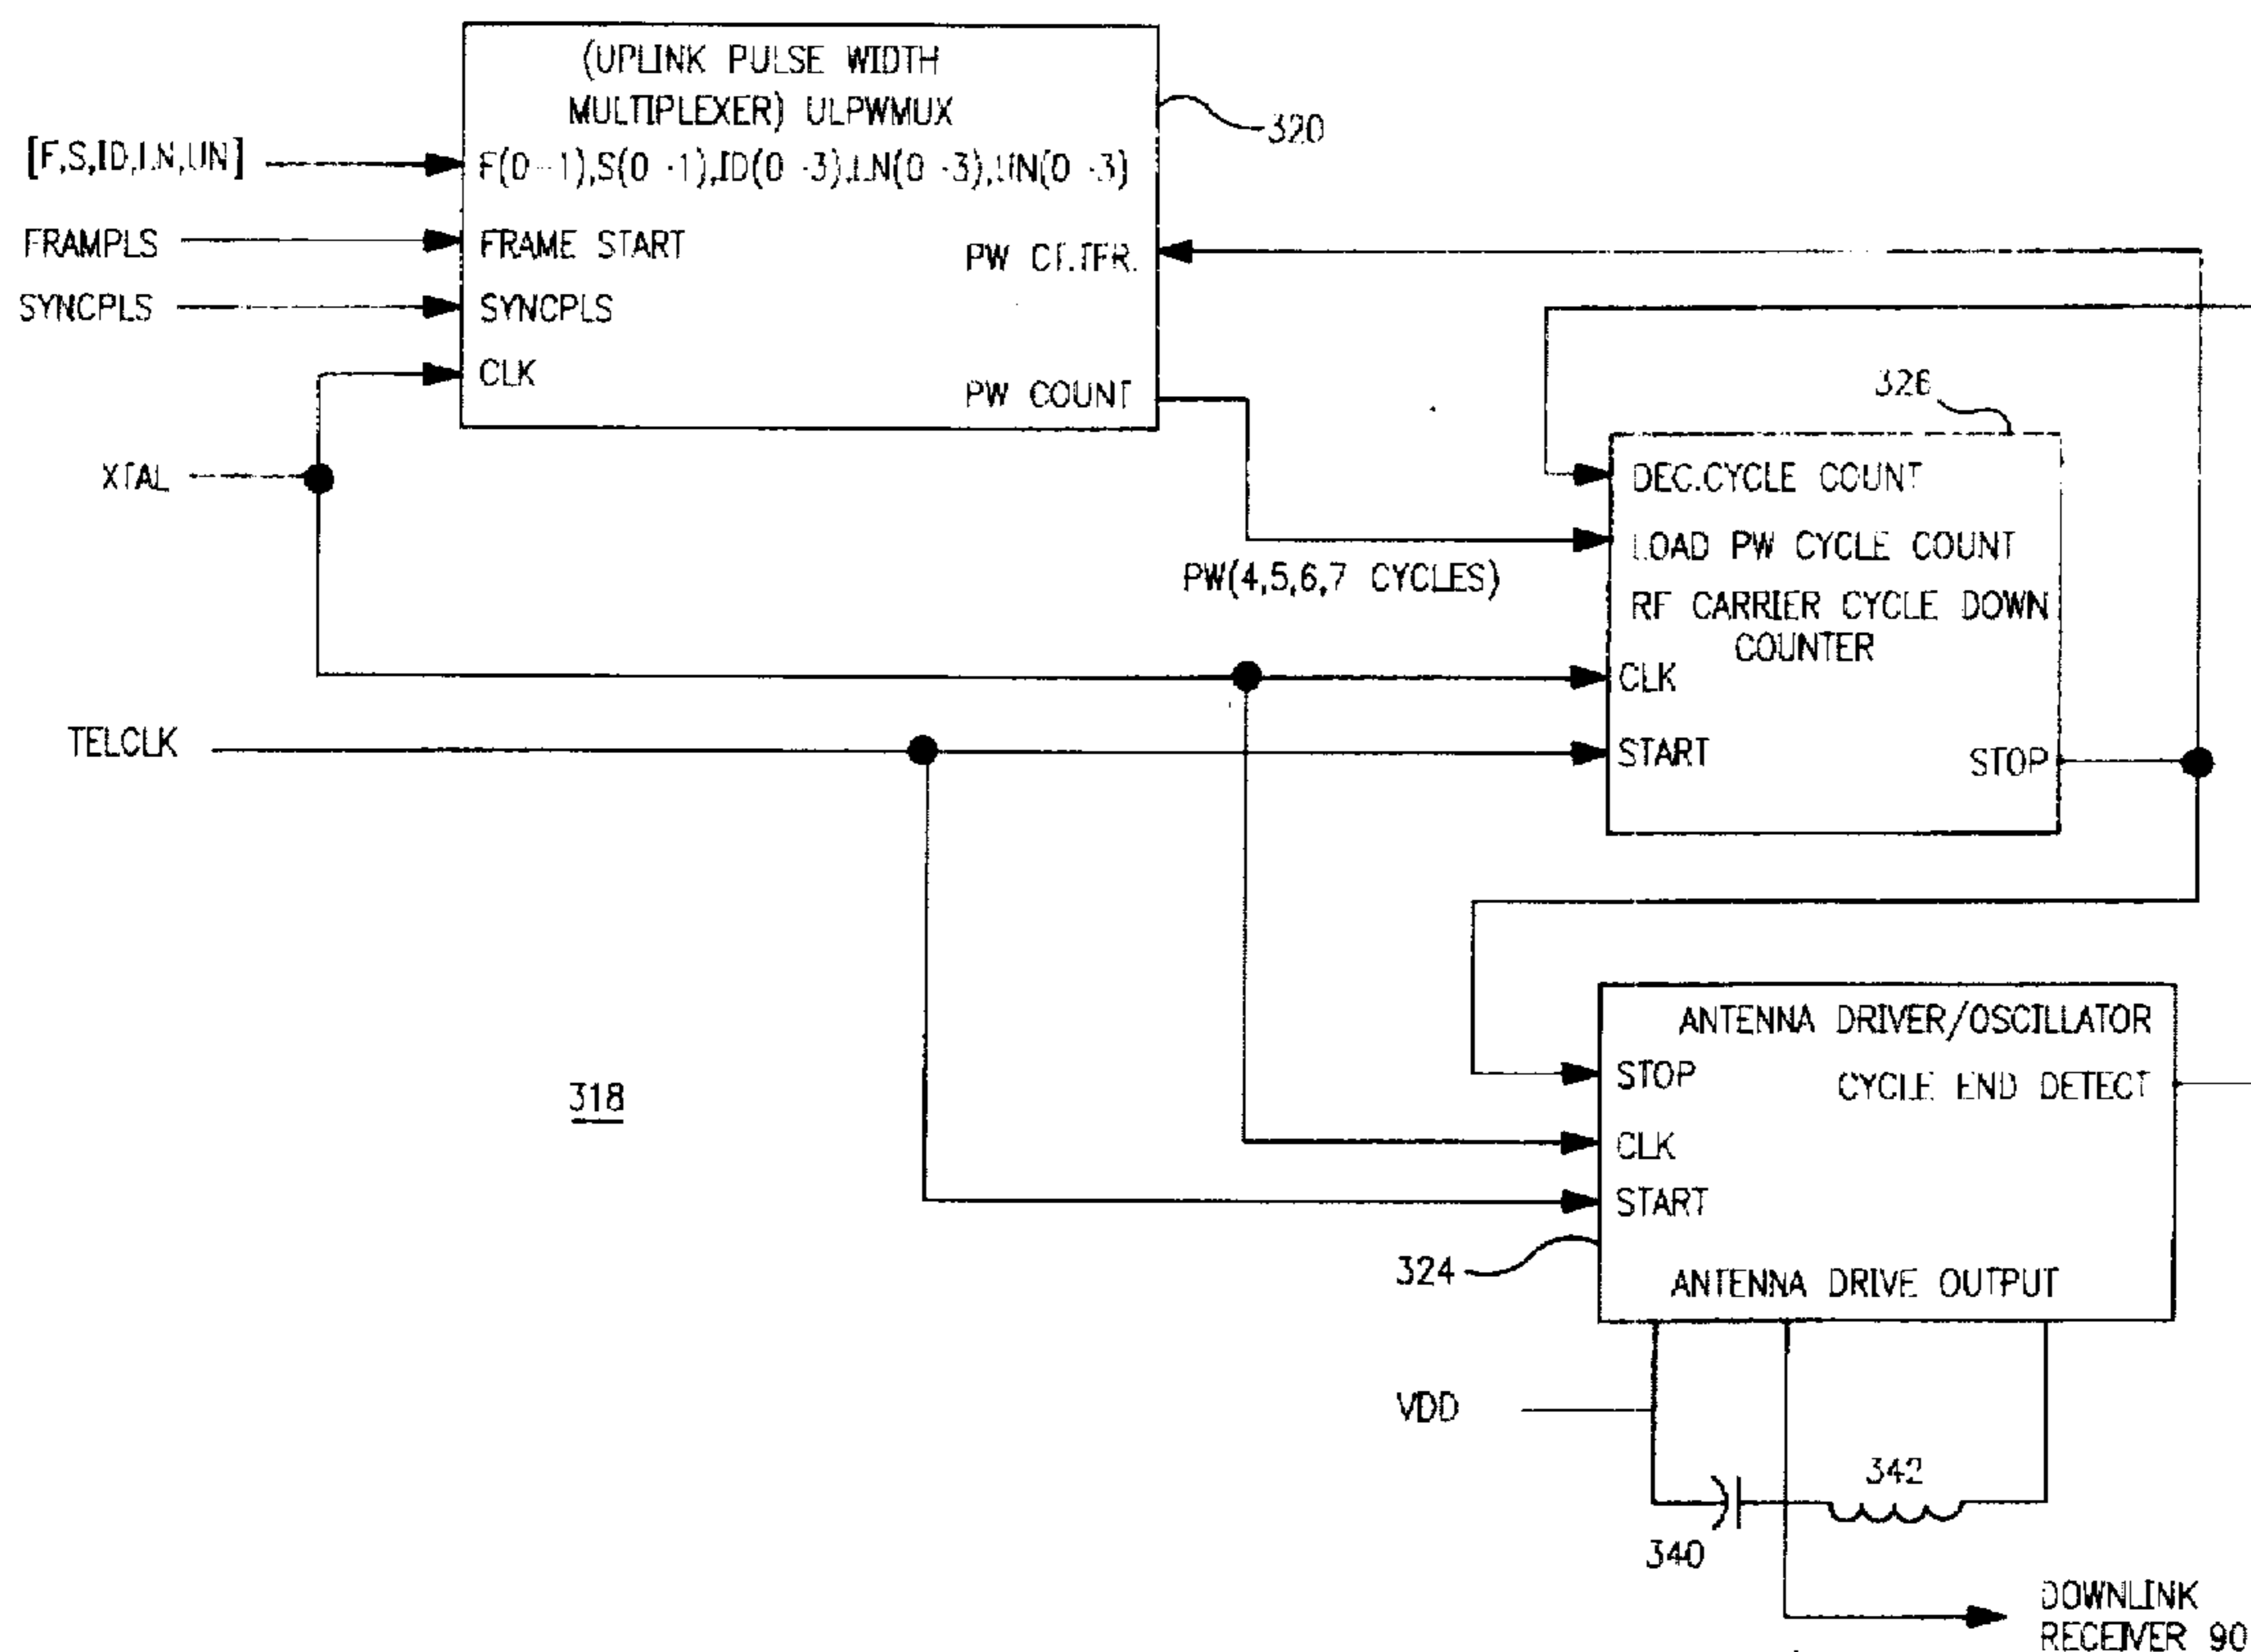 (UPLINK PULSE WIDTH
MULTIPLEXER) ULPWMUX
320
[F,S,ID,LN,UN]
F(0-1),S(0-1),ID(0-3),LN(0-3),UN(0-3)
FRAMPLS
FRAME START
PW CT.TFR.
SYNCPLS
SYNCPLS
CLK
PW COUNT
326
XTAL
DEC.CYCLE COUNT
LOAD PW CYCLE COUNT
PW(4,5,6,7 CYCLES)
RF CARRIER CYCLE DOWN
COUNTER
CLK
TELCLK
START
STOP
ANTENNA DRIVER/OSCILLATOR
STOP
CYCLE END DETECT
318
CLK
START
324
ANTENNA DRIVE OUTPUT
VDD
342
340
DOWNLINK
RECEIVER 90